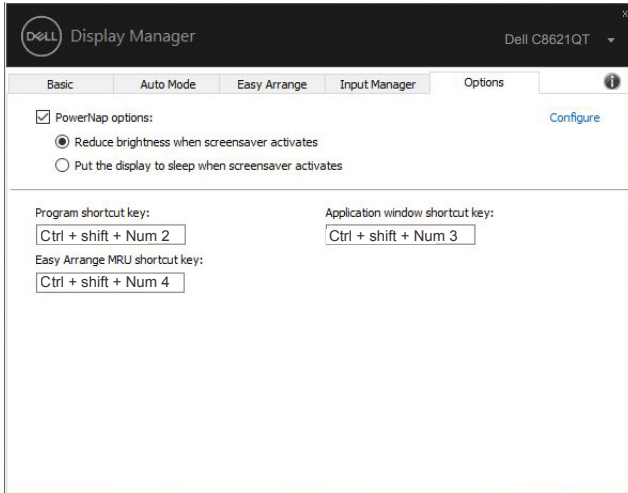 x
DELL Display Manager
Dell C8621QT
Basic Auto Mode Easy Arrange Input Manager Options
PowerNap options: Configure
Reduce brightness when screensaver activates
Put the display to sleep when screensaver activates
Program shortcut key: Application window shortcut key:
Ctrl + shift + Num 2 Ctrl + shift + Num 3
Easy Arrange MRU shortcut key:
Ctrl + shift + Num 4